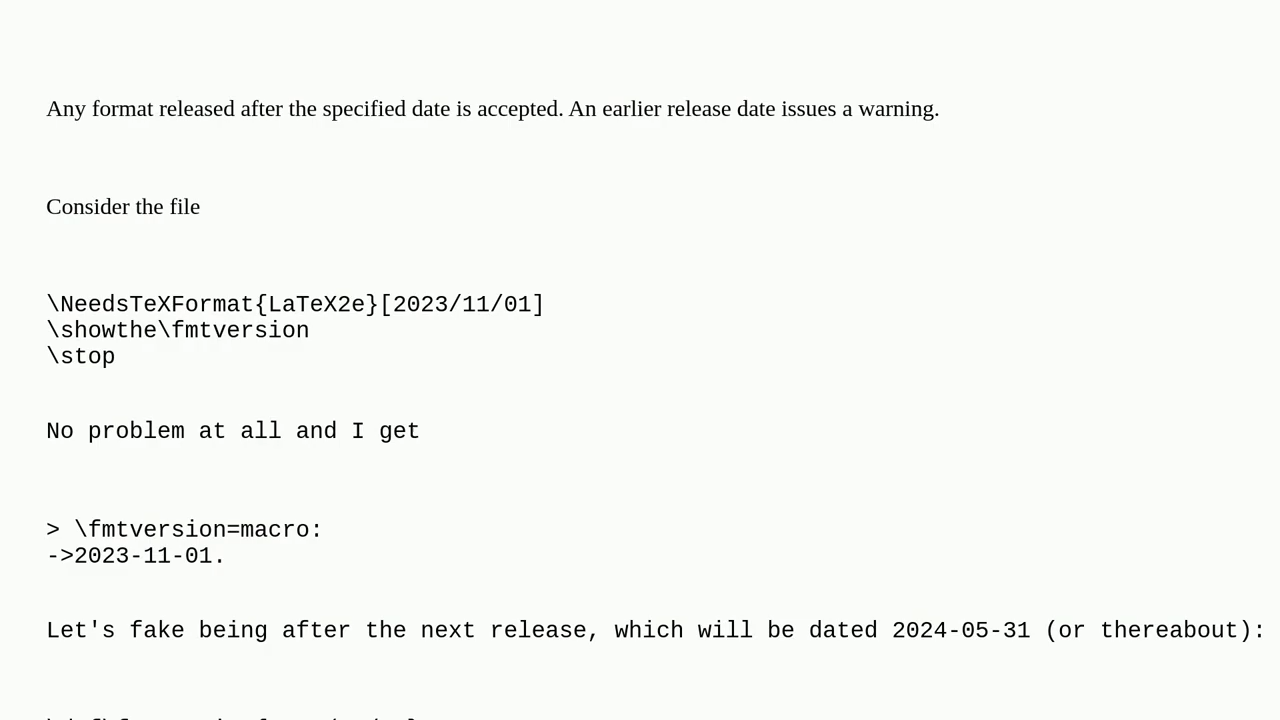 Any format released after the specified date is accepted. An earlier release date issues a warning.
Consider the file
\NeedsTeXFormat{LaTeX2e}[2023/11/01]
\showthe\fmtversion
\stop
No problem at all and I get
> \fmtversion=macro:
->2023-11-01.
Let's fake being after the next release, which will be dated 2024-05-31 (or thereabout):